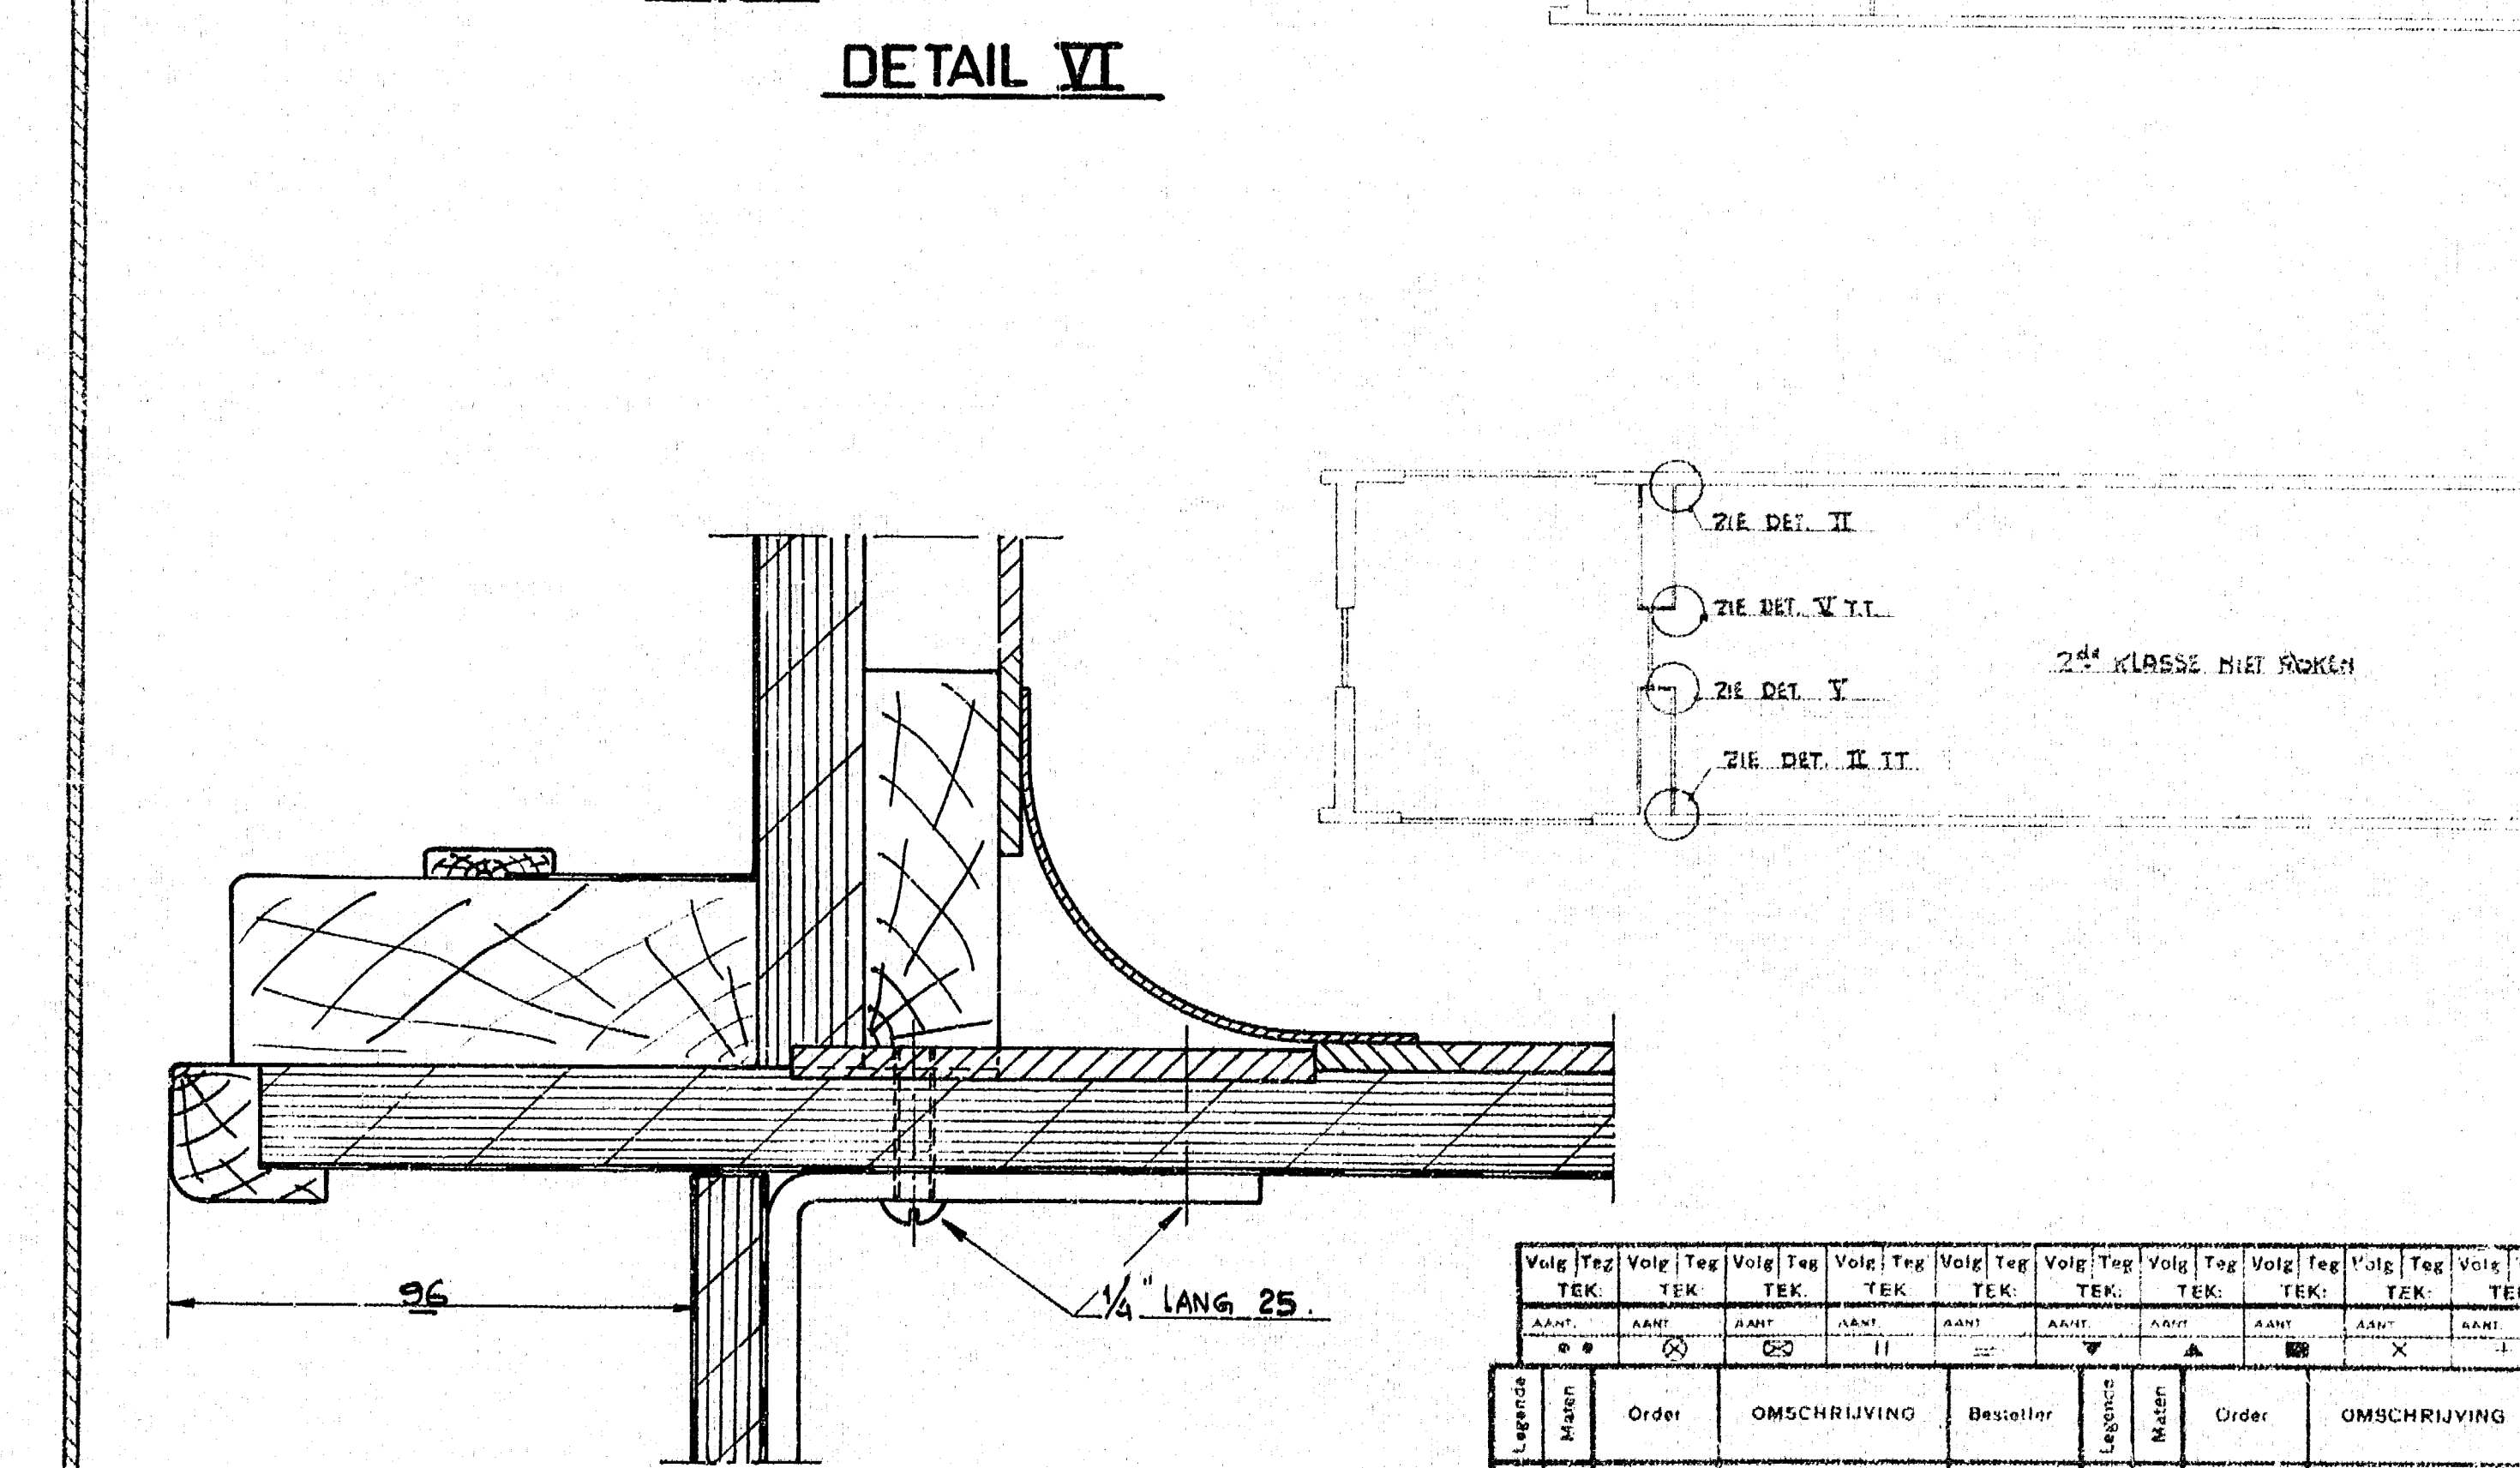 DETAIL VI
ZIE DET. II
ZIE DET. V T.T.
2de KLASSE NIET ROKEN
ZIE DET. V
ZIE DET. II TT
96
1/4" LANG 25.
Volg Teg Volg Teg Volg Teg Volg Teg Volg Teg Volg Teg Volg Teg Volg Teg Volg Teg Volg
TEK: TEK: TEK. TEK TEK: TEK: TEK: TEK: TEK:
AANT. AANT AANT AANT. AANT AANT. AANT AANT AANT AANT.
Legende Maten Order OMSCHRIJVING Besteller Legende Maten Order OMSCHRIJVING